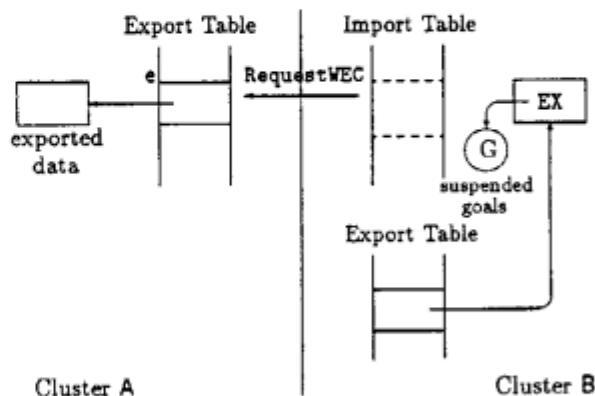 Export Table
Import Table
e
RequestWEC
EX
exported
data
G
suspended
goals
Export Table
Cluster A
Cluster B